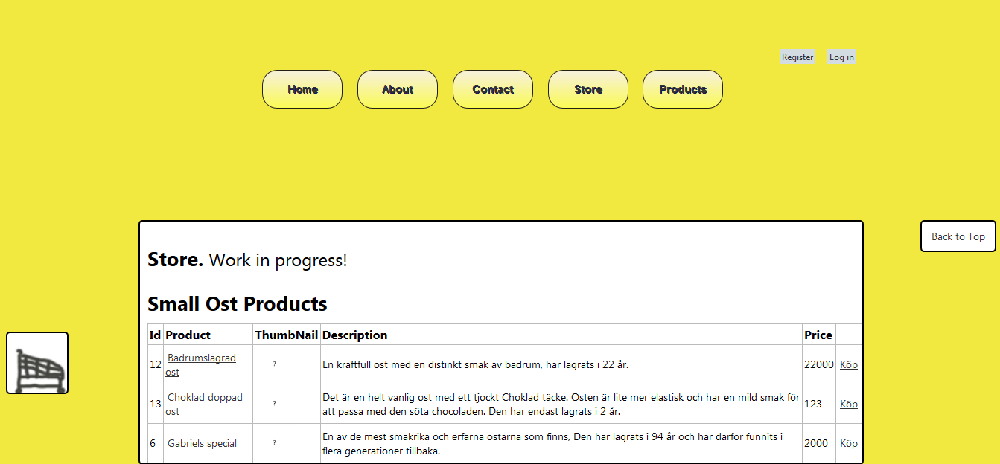 Register Log in
Home About Contact Store Products
Back to Top
Store. Work in progress!
Small Ost Products
Id Product ThumbNail Description Price
12 Badrumslagrad ? En kraftfull ost med en distinkt smak av badrum, har lagrats i 22 år. 22000 Köp
ost
13 Choklad doppad ? Det är en helt vanlig ost med ett tjockt Choklad täcke. Osten är lite mer elastisk och har en mild smak för 123 Köp
ost att passa med den söta chocoladen. Den har endast lagrats i 2 år.
6 Gabriels special ? En av de mest smakrika och erfarna ostarna som finns, Den har lagrats i 94 år och har därför funnits i 2000 Köp
flera generationer tillbaka.